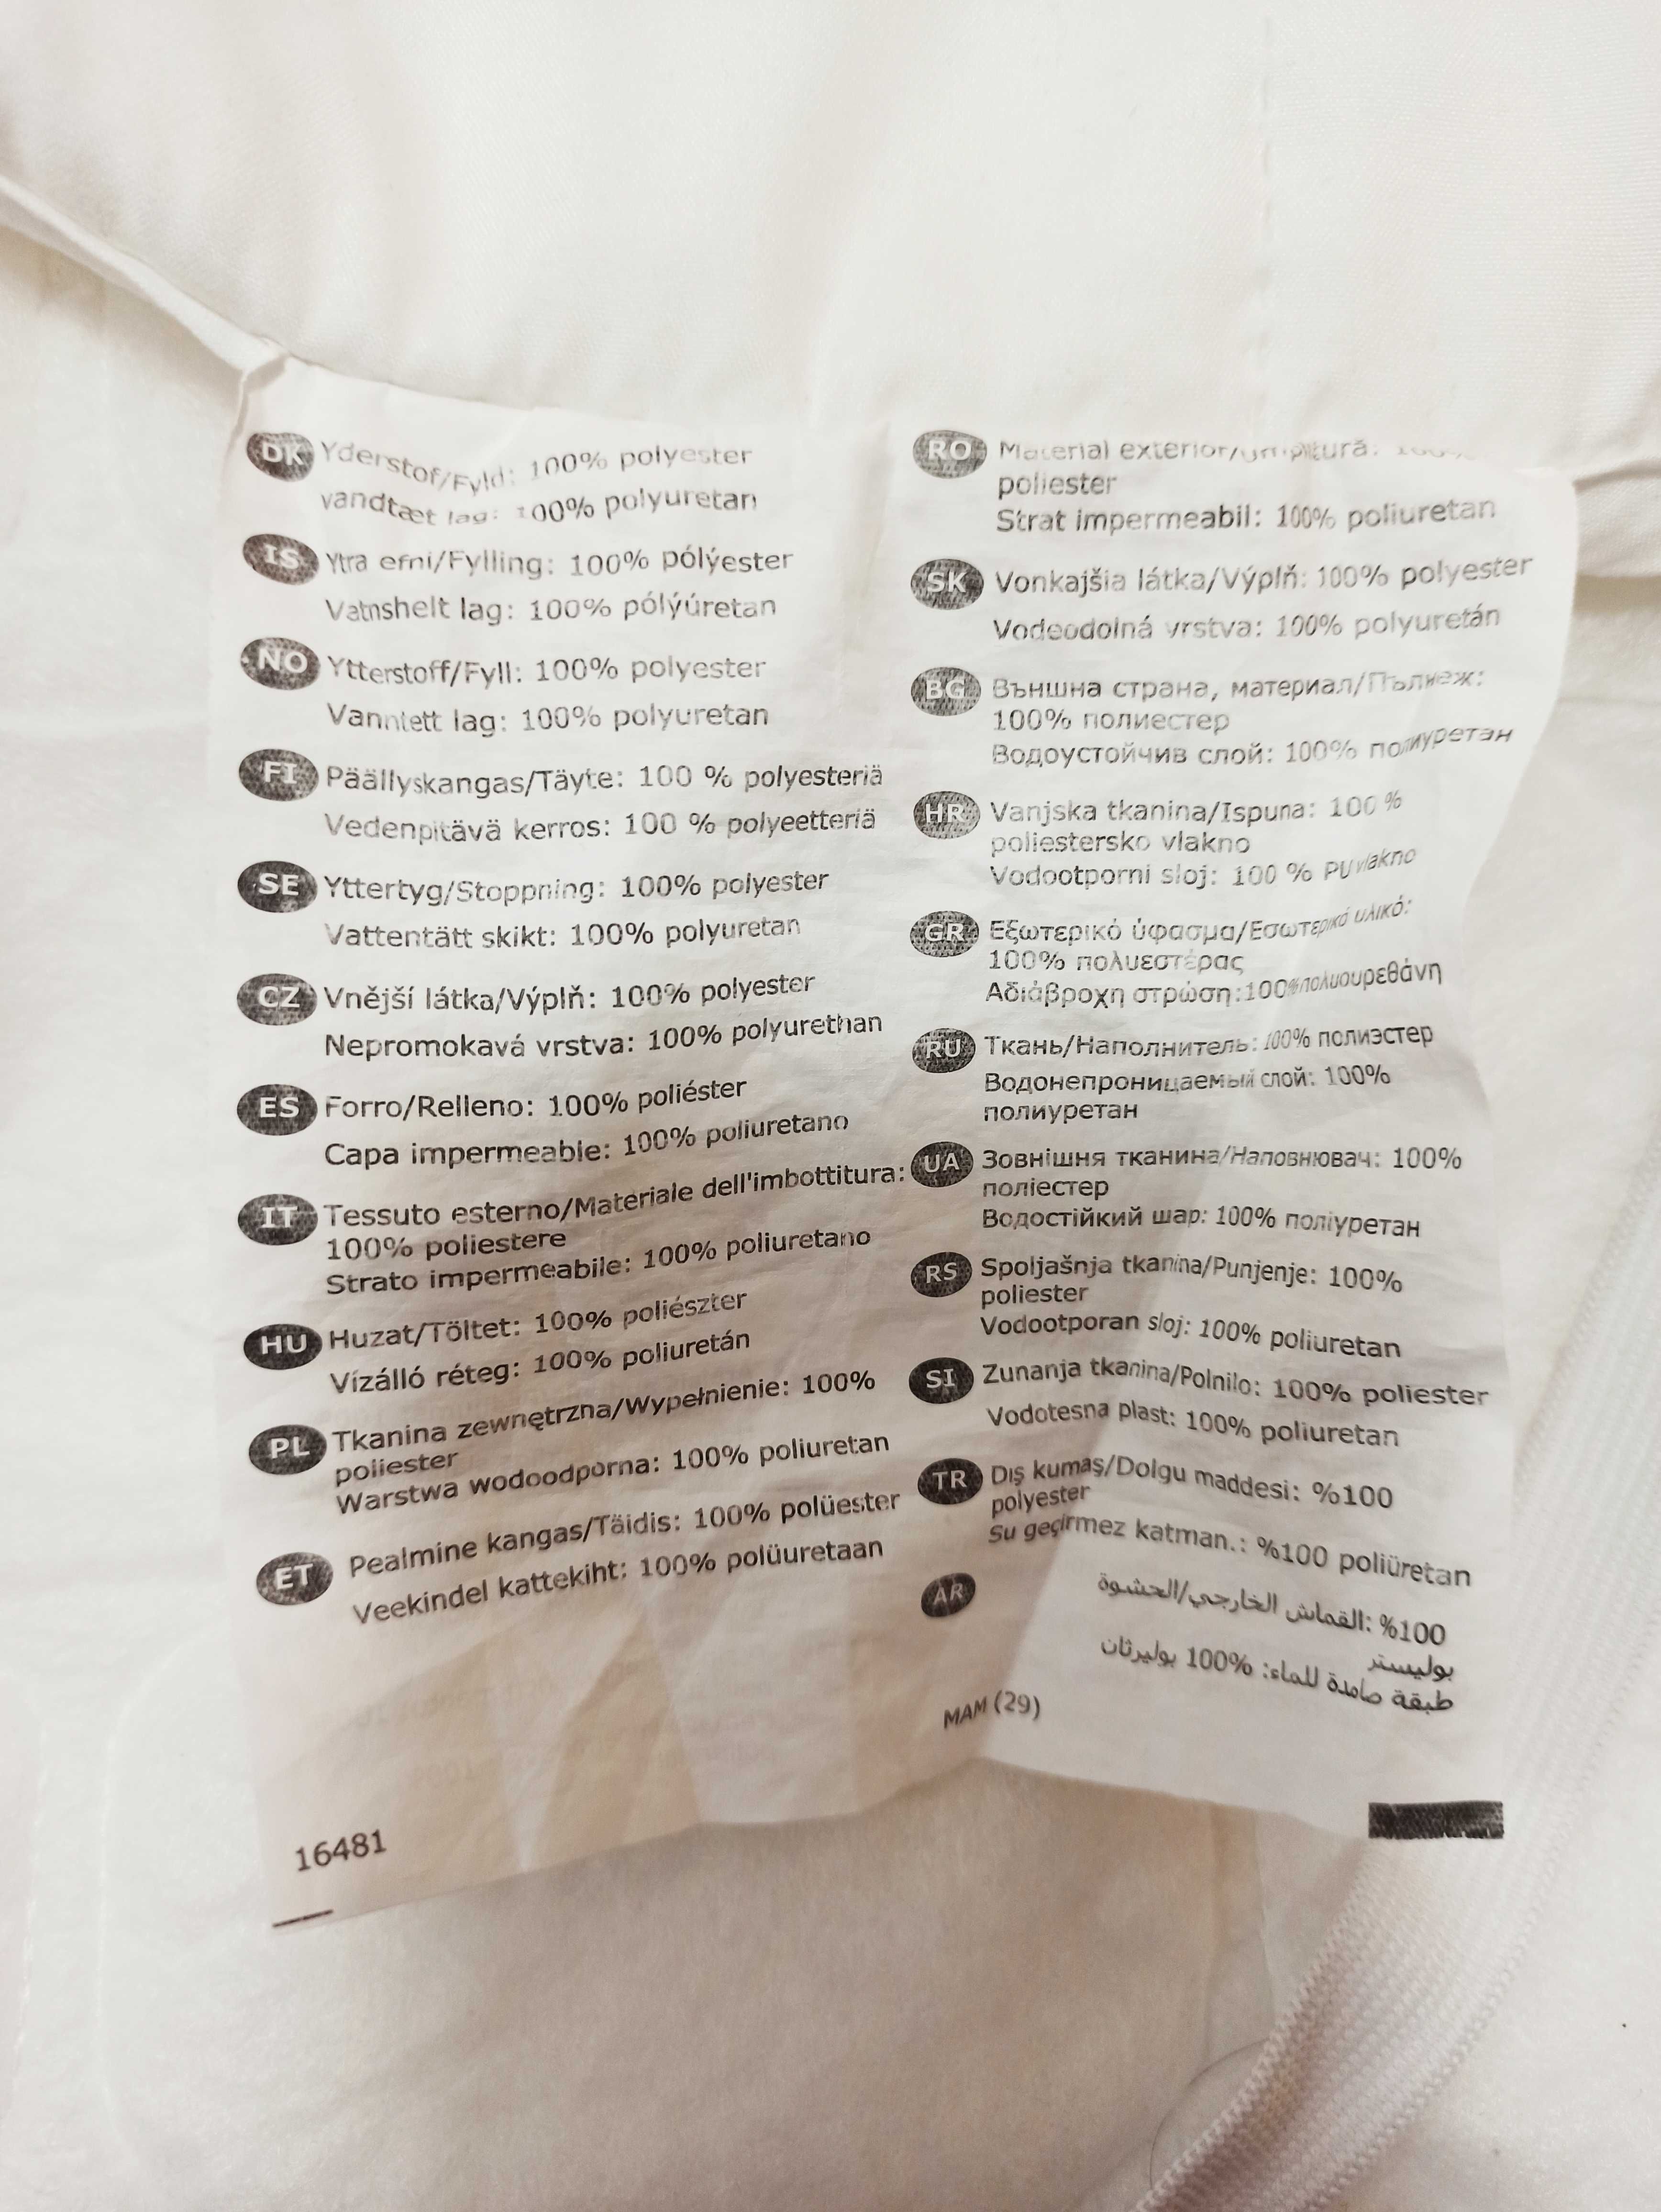 DK Yderstof/Fyld: 100% polyester
vandtæt lag: 100% polyuretan
IS Ytra efni/Fylling: 100% pólýester
Vatnshelt lag: 100% pólýúretan
NO Ytterstoff/Fyll: 100% polyester
Vanntett lag: 100% polyuretan
FI Päällyskangas/Täyte: 100 % polyesteriä
Vedenpitävä kerros: 100 % polyeetteriä
SE Yttertyg/Stoppning: 100% polyester
Vattentätt skikt: 100% polyuretan
CZ Vnější látka/Výplň: 100% polyester
Nepromokavá vrstva: 100% polyurethan
ES Forro/Relleno: 100% poliéster
Capa impermeable: 100% poliuretano
IT Tessuto esterno/Materiale dell'imbottitura:
100% poliestere
Strato impermeabile: 100% poliuretano
HU Huzat/Töltet: 100% poliészter
Vízálló réteg: 100% poliuretán
PL Tkanina zewnętrzna/Wypełnienie: 100%
poliester
Warstwa wodoodporna: 100% poliuretan
ET Pealmine kangas/Täidis: 100% polüester
Veekindel kattekiht: 100% polüuretaan
16481
RO Material exterior/umplutură:
poliester
Strat impermeabil: 100% poliuretan
SK Vonkajšia látka/Výplň: 100% polyester
Vodeodolná vrstva: 100% polyuretán
BG Външна страна, материал/Пълнеж:
100% полиестер
Водоустойчив слой: 100% полиуретан
HR Vanjska tkanina/Ispuna: 100 %
poliestersko vlakno
Vodootporni sloj: 100 % PU vlakno
GR Εξωτερικό ύφασμα/Εσωτερικό υλικό:
100% πολυεστέρας
Αδιάβροχη στρώση:100%πολυουρεθάνη
RU Ткань/Наполнитель: 100% полиэстер
Водонепроницаемый слой: 100%
полиуретан
UA Зовнішня тканина/Наповнювач: 100%
поліестер
Водостійкий шар: 100% поліуретан
RS Spoljašnja tkanina/Punjenje: 100%
poliester
Vodootporan sloj: 100% poliuretan
SI Zunanja tkanina/Polnilo: 100% poliester
Vodotesna plast: 100% poliuretan
TR Dış kumaş/Dolgu maddesi: %100
polyester
Su geçirmez katman.: %100 poliüretan
AR %100 :القماش الخارجي/الحشوة
بوليستر
طبقة صامدة للماء: %100 بوليرثان
MAM (29)